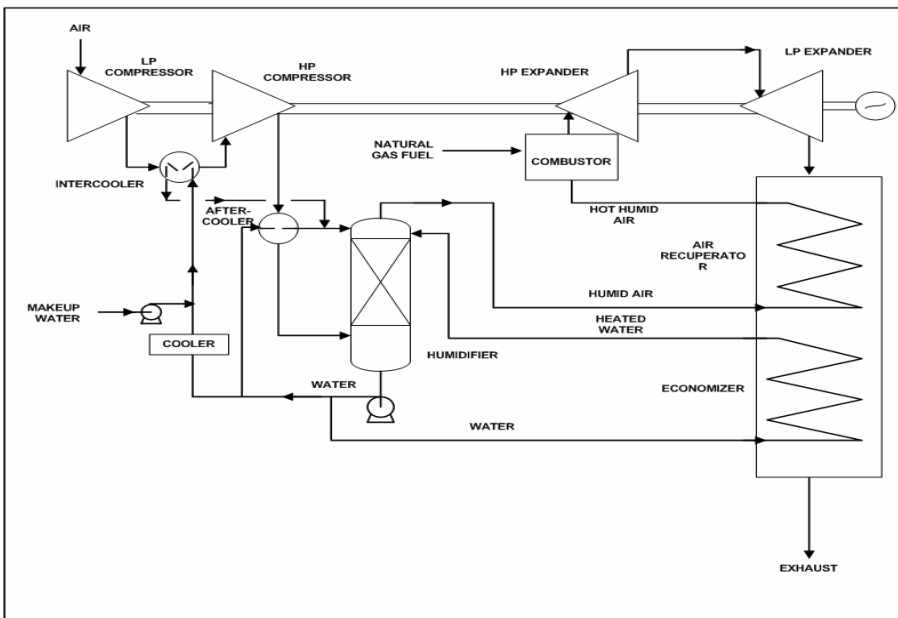 AIR
LP
COMPRESSOR
HP
COMPRESSOR
HP EXPANDER
LP EXPANDER
NATURAL
GAS FUEL
COMBUSTOR
INTERCOOLER
AFTER-
COOLER
HOT HUMID
AIR
AIR
RECUPERATO
R
HUMID AIR
MAKEUP
WATER
HEATED
WATER
COOLER
HUMIDIFIER
WATER
ECONOMIZER
WATER
EXHAUST